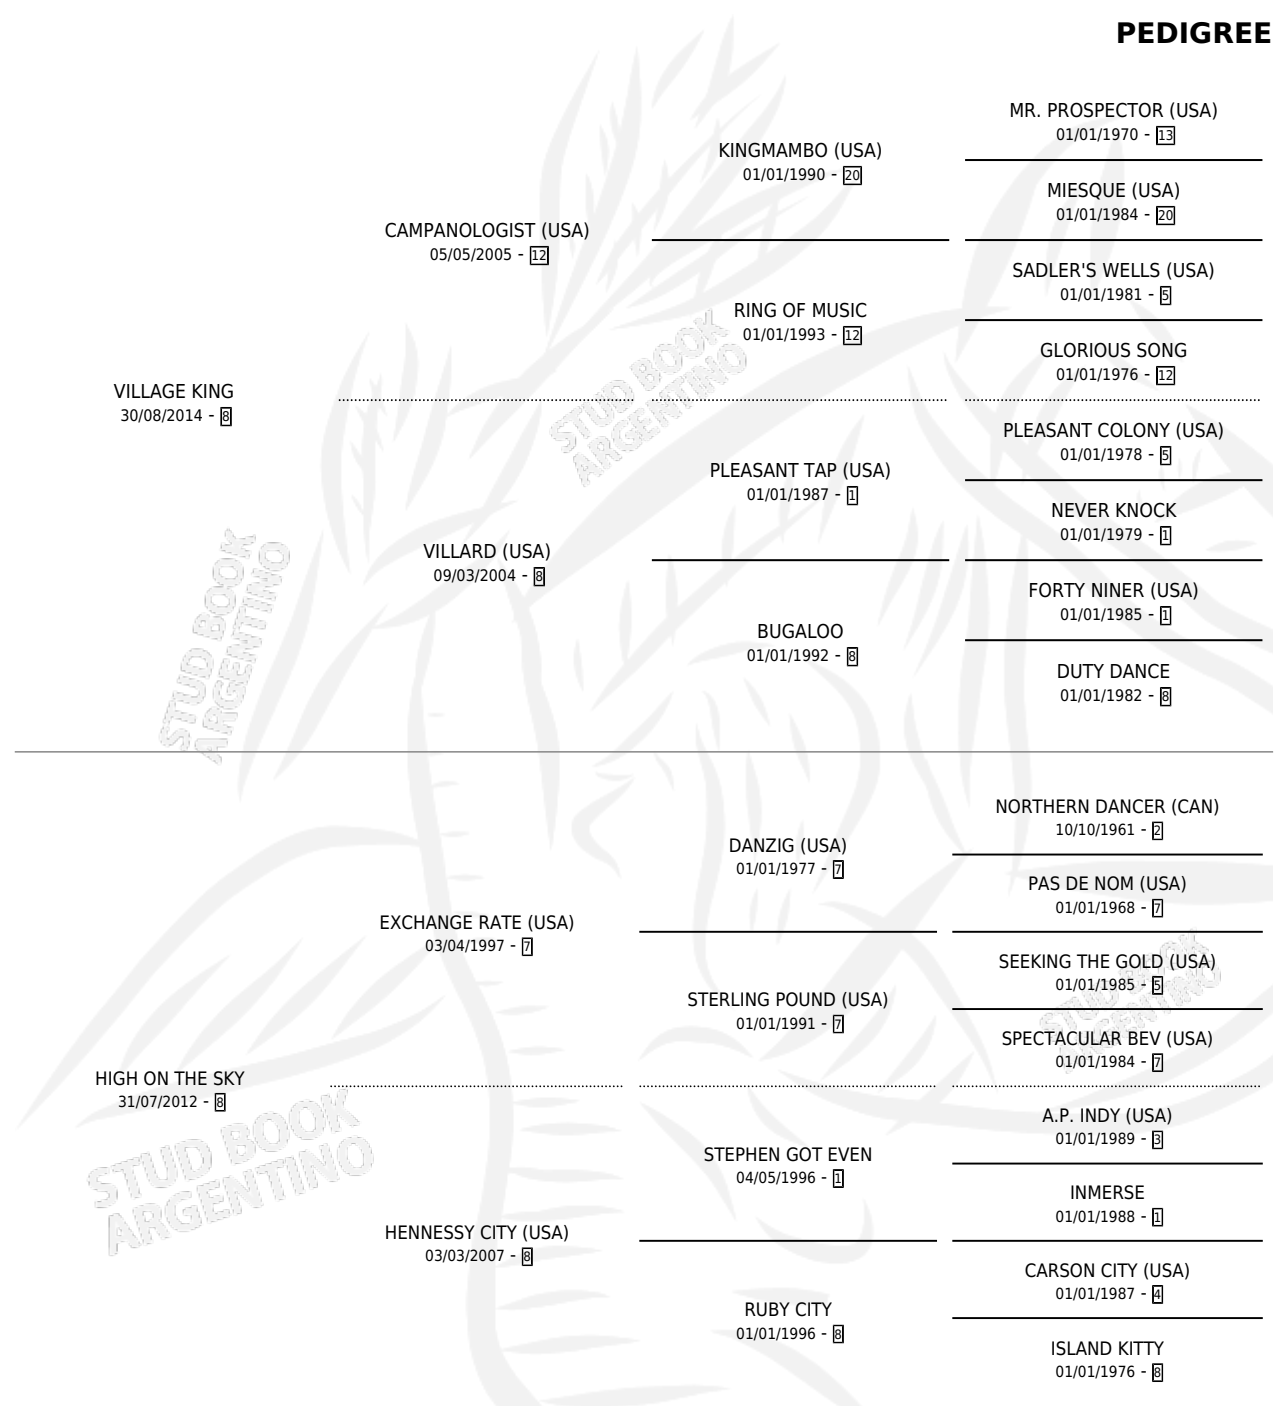 PEDIGREE
MR. PROSPECTOR (USA)
01/01/1970 - 13
KINGMAMBO (USA)
01/01/1990 - 20
MIESQUE (USA)
01/01/1984 - 20
CAMPANOLOGIST (USA)
05/05/2005 - 12
SADLER'S WELLS (USA)
01/01/1981 - 5
RING OF MUSIC
01/01/1993 - 12
GLORIOUS SONG
01/01/1976 - 12
VILLAGE KING
30/08/2014 - 8
STUD BOOK
ARGENTINO
PLEASANT COLONY (USA)
01/01/1978 - 5
PLEASANT TAP (USA)
01/01/1987 - 1
NEVER KNOCK
01/01/1979 - 1
VILLARD (USA)
09/03/2004 - 8
FORTY NINER (USA)
01/01/1985 - 1
BUGALOO
01/01/1992 - 8
DUTY DANCE
01/01/1982 - 8
STUD BOOK
ARGENTINO
NORTHERN DANCER (CAN)
10/10/1961 - 2
DANZIG (USA)
01/01/1977 - 7
PAS DE NOM (USA)
01/01/1968 - 7
EXCHANGE RATE (USA)
03/04/1997 - 7
SEEKING THE GOLD (USA)
01/01/1985 - 5
STERLING POUND (USA)
01/01/1991 - 7
STUD BOOK
ARGENTINO
SPECTACULAR BEV (USA)
01/01/1984 - 7
HIGH ON THE SKY
31/07/2012 - 8
A.P. INDY (USA)
01/01/1989 - 3
STUD BOOK
ARGENTINO
STEPHEN GOT EVEN
04/05/1996 - 1
INMERSE
01/01/1988 - 1
HENNESSY CITY (USA)
03/03/2007 - 8
CARSON CITY (USA)
01/01/1987 - 4
RUBY CITY
01/01/1996 - 8
ISLAND KITTY
01/01/1976 - 8